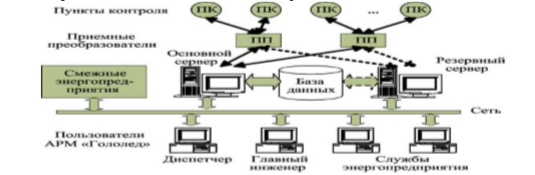 Пункты контроля
ПК
ПК
ПК
...
ПК
Приемные
преобразователи
ПП
ПП
Основной
сервер
Резервный
сервер
База
данных
Смежные
энергопред-
приятия
Сеть
Пользователи
АРМ «Гололед»
Диспетчер
Главный
инженер
Службы
энергопредприятия